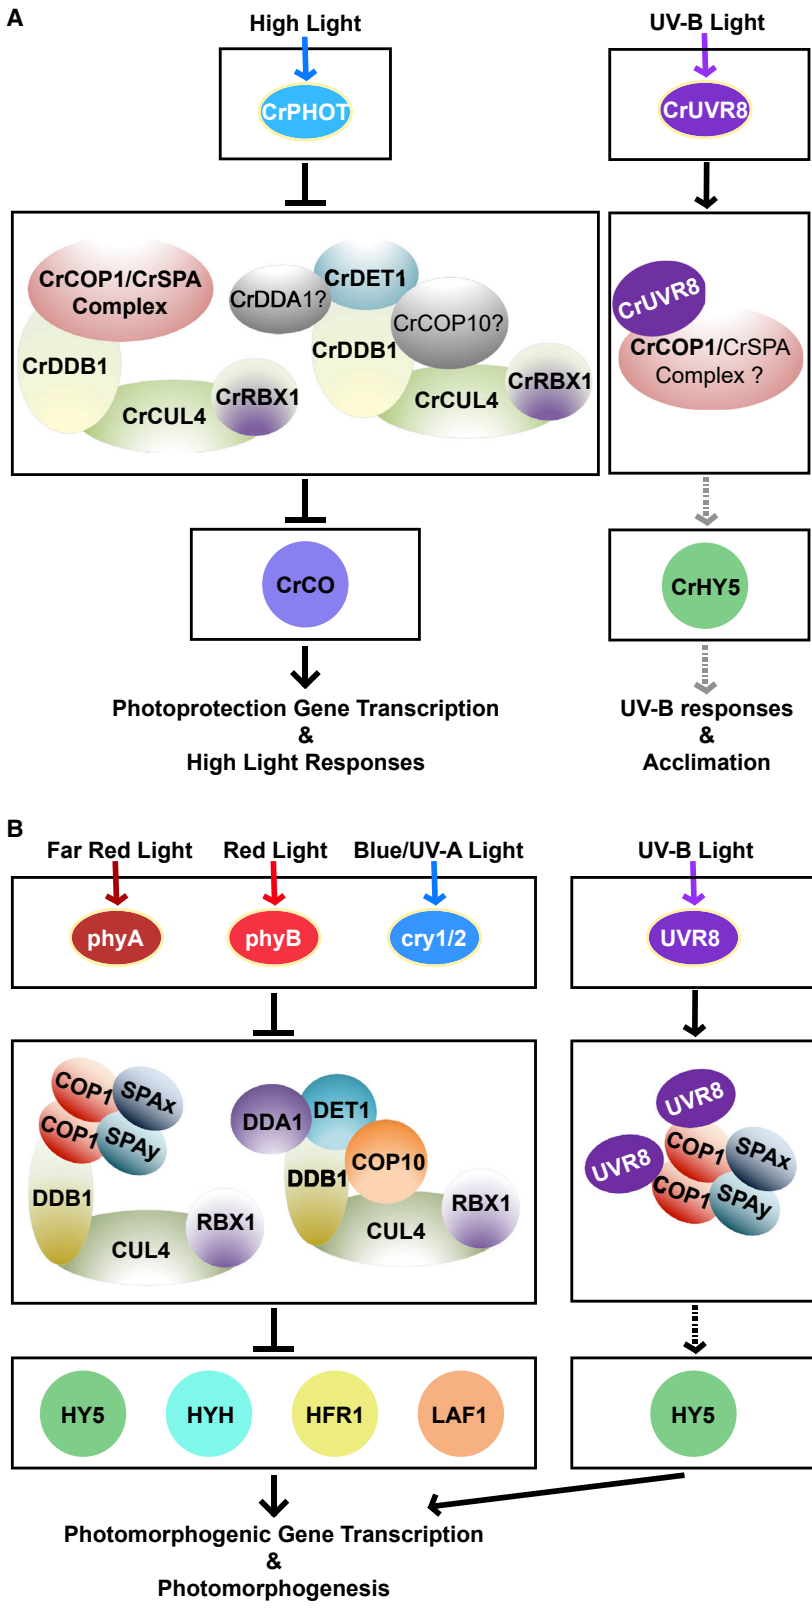 A
High Light
UV-B Light
CrPHOT
CrUVR8
CrCOP1/CrSPA
Complex
CrDDB1
CrCUL4
CrRBX1
CrDDA1?
CrDET1
CrCOP10?
CrDDB1
CrCUL4
CrRBX1
CrUVR8
CrCOP1/CrSPA
Complex ?
CrCO
CrHY5
Photoprotection Gene Transcription
&
High Light Responses
UV-B responses
&
Acclimation
B
Far Red Light
Red Light
Blue/UV-A Light
UV-B Light
phyA
phyB
cry1/2
UVR8
COP1
SPAx
COP1
SPAy
DDB1
CUL4
RBX1
DDA1
DET1
COP10
DDB1
CUL4
RBX1
UVR8
UVR8
COP1
SPAx
COP1
SPAy
HY5
HYH
HFR1
LAF1
HY5
Photomorphogenic Gene Transcription
&
Photomorphogenesis